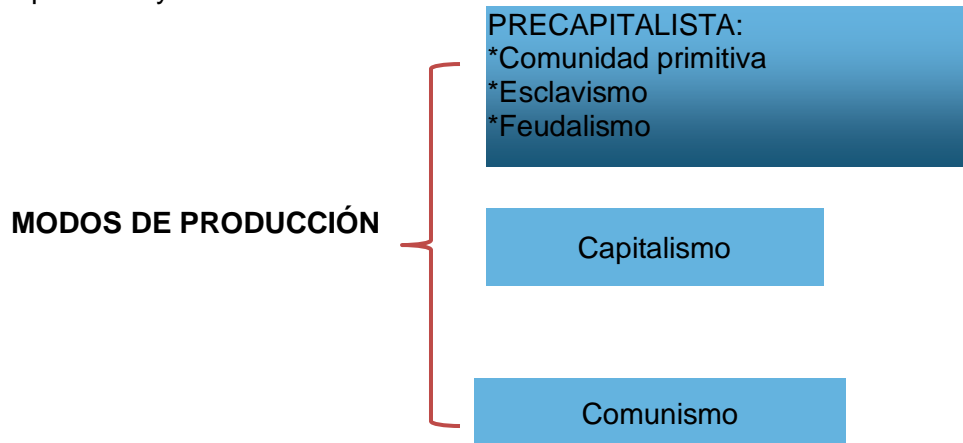 PRECAPITALISTA:
*Comunidad primitiva
*Esclavismo
*Feudalismo
MODOS DE PRODUCCIÓN
Capitalismo
Comunismo